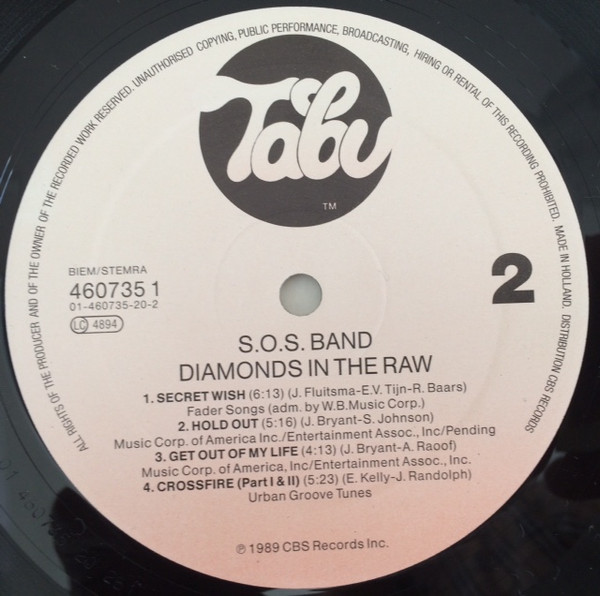 ALL RIGHTS OF THE PRODUCER AND OF THE OWNER OF THE RECORDED WORK RESERVED. UNAUTHORISED COPYING, PUBLIC PERFORMANCE, BROADCASTING, HIRING OR RENTAL OF THIS RECORDING PROHIBITED. MADE IN HOLLAND. DISTRIBUTION CBS RECORDS
Tabu
TM
BIEM/STEMRA
460735 1
01-460735-20-2
LC 4894
2
S.O.S. BAND
DIAMONDS IN THE RAW
1. SECRET WISH (6:13) (J. Fluitsma-E.V. Tijn-R. Baars)
Fader Songs (adm. by W.B.Music Corp.)
2. HOLD OUT (5:16) (J. Bryant-S. Johnson)
Music Corp. of America Inc./Entertainment Assoc., Inc/Pending
3. GET OUT OF MY LIFE (4:13) (J. Bryant-A. Raoof)
Music Corp. of America, Inc/Entertainment Assoc., Inc.
4. CROSSFIRE (Part I & II) (5:23) (E. Kelly-J. Randolph)
Urban Groove Tunes
℗ 1989 CBS Records Inc.